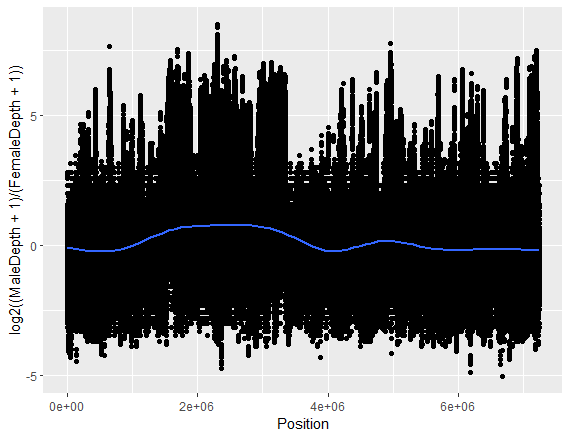 log2((MaleDepth + 1)/(FemaleDepth + 1))
5
0
-5
0e+00 2e+06 4e+06 6e+06
Position